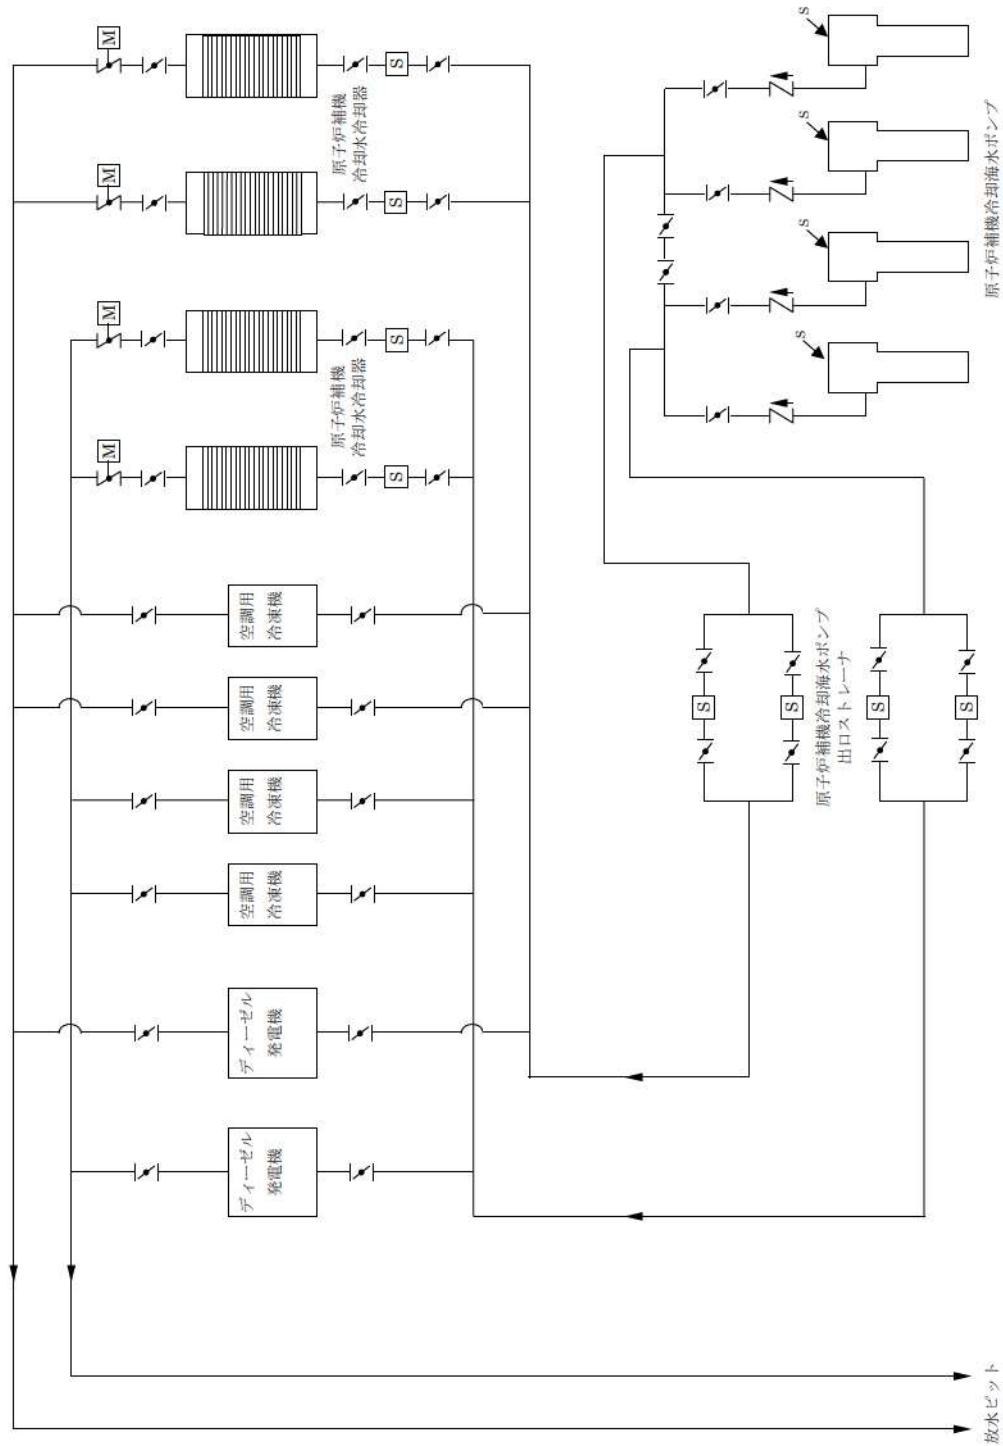 M
S
原子炉補機
冷却水冷却器
M
S
M
S
原子炉補機
冷却水冷却器
M
S
空調用
冷凍機
空調用
冷凍機
空調用
冷凍機
空調用
冷凍機
ディーゼル
発電機
ディーゼル
発電機
S
S
S
S
原子炉補機冷却海水ポンプ
S
S
原子炉補機冷却海水ポンプ
出口ストレーナ
S
S
放水ピット